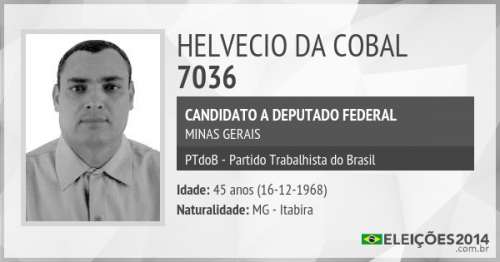 HELVECIO DA COBAL
7036
CANDIDATO A DEPUTADO FEDERAL
MINAS GERAIS
PTdoB - Partido Trabalhista do Brasil
Idade: 45 anos (16-12-1968)
Naturalidade: MG - Itabira
ELEIÇÕES2014
.com.br